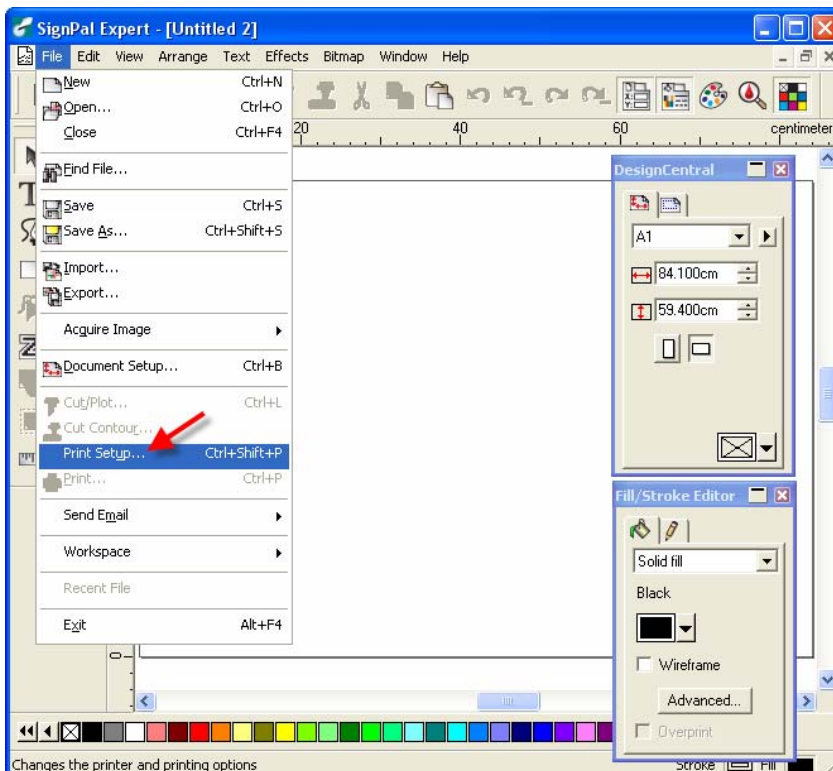 SignPal Expert - [Untitled 2]
File Edit View Arrange Text Effects Bitmap Window Help
New Ctrl+N
Open... Ctrl+O
Close Ctrl+F4
20 40 60 centimeter
Find File...
Save Ctrl+S
Save As... Ctrl+Shift+S
Import...
Export...
Acquire Image
Document Setup... Ctrl+B
Cut/Plot... Ctrl+L
Cut Contour...
Print Setup... Ctrl+Shift+P
Print... Ctrl+P
Send Email
Workspace
Recent File
Exit Alt+F4
0
DesignCentral
A1
84.100cm
59.400cm
Fill/Stroke Editor
Solid fill
Black
Wireframe
Advanced...
Overprint
Changes the printer and printing options
Stroke Fill